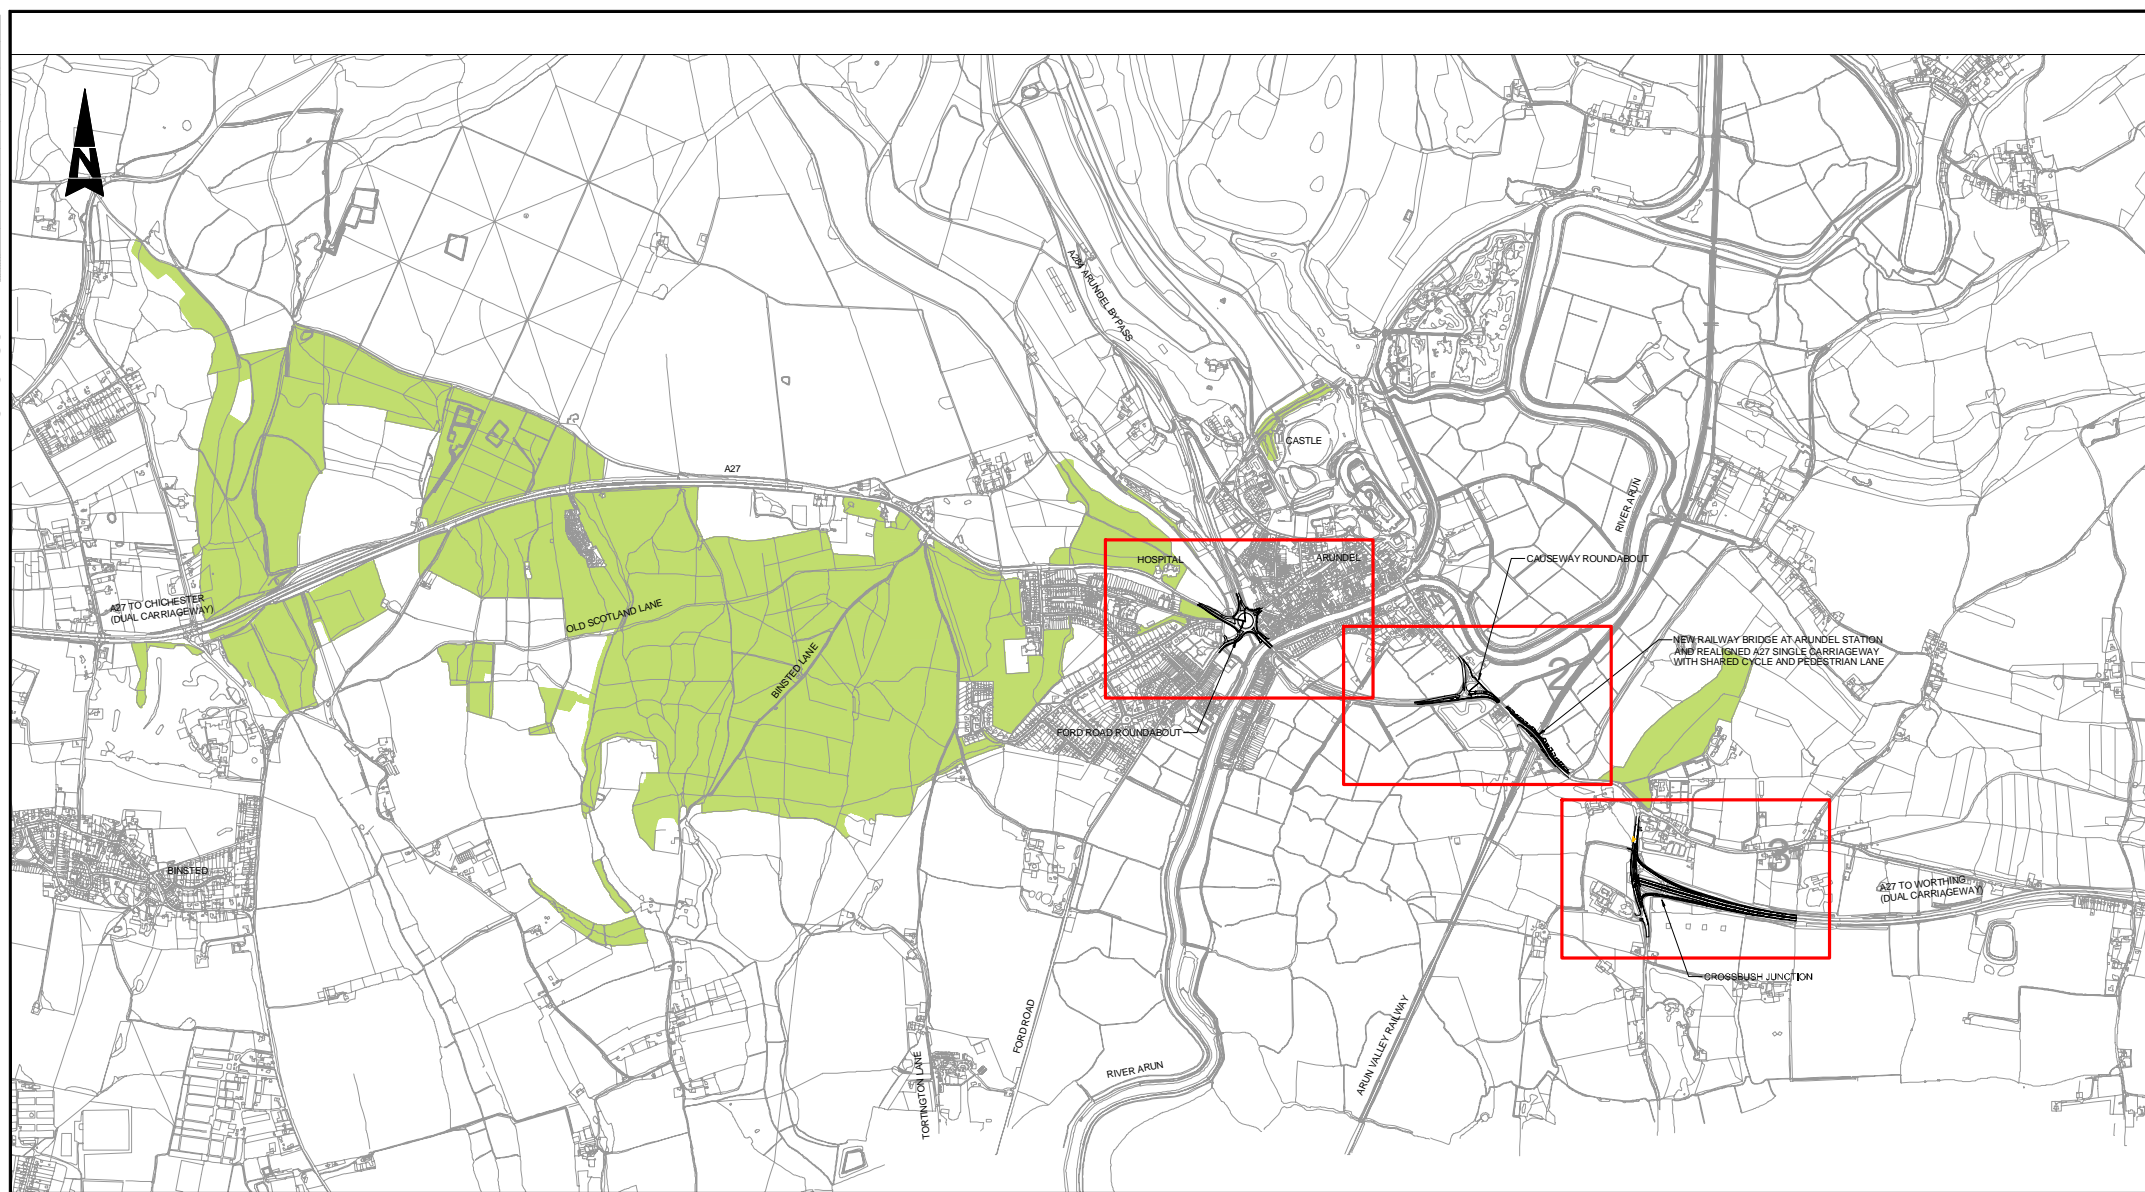 N
A284 ARUNDEL BYPASS
CASTLE
A27
RIVER ARUN
HOSPITAL
ARUNDEL
CAUSEWAY ROUNDABOUT
A27 TO CHICHESTER
(DUAL CARRIAGEWAY)
OLD SCOTLAND LANE
BINSTED LANE
NEW RAILWAY BRIDGE AT ARUNDEL STATION
AND REALIGNED A27 SINGLE CARRIAGEWAY
WITH SHARED CYCLE AND PEDESTRIAN LANE
2
FORD ROAD ROUNDABOUT
3
BINSTED
A27 TO WORTHING
(DUAL CARRIAGEWAY)
CROSSBUSH JUNCTION
FORD ROAD
ARUN VALLEY RAILWAY
RIVER ARUN
TORTINGTON LANE